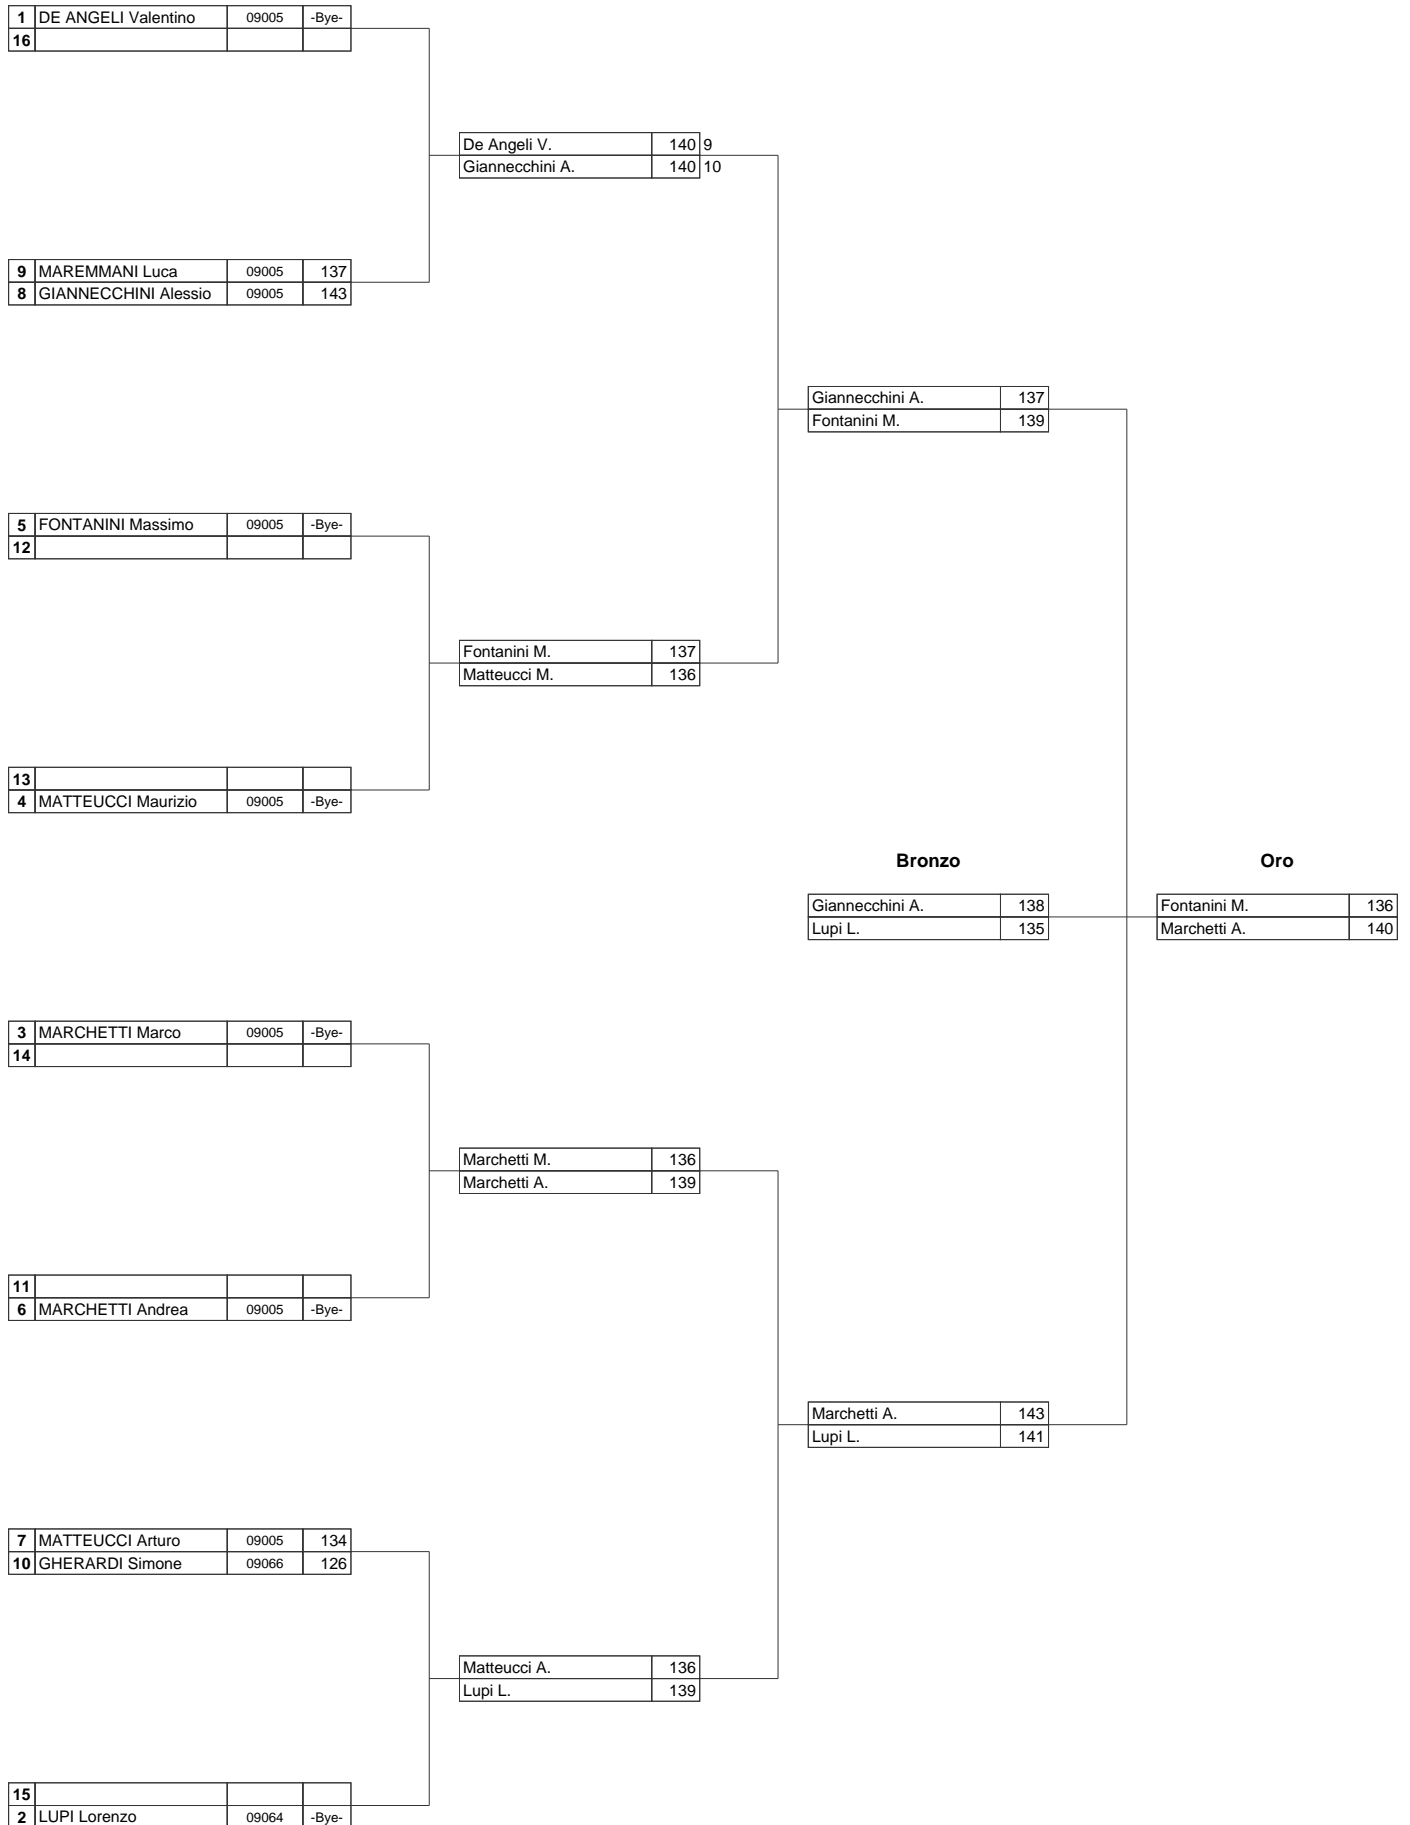 1 DE ANGELI Valentino 09005 -Bye-
16
De Angeli V. 140 9
Giannecchini A. 140 10
9 MAREMMANI Luca 09005 137
8 GIANNECCHINI Alessio 09005 143
Giannecchini A. 137
Fontanini M. 139
5 FONTANINI Massimo 09005 -Bye-
12
Fontanini M. 137
Matteucci M. 136
13
4 MATTEUCCI Maurizio 09005 -Bye-
Bronzo Oro
Giannecchini A. 138 Fontanini M. 136
Lupi L. 135 Marchetti A. 140
3 MARCHETTI Marco 09005 -Bye-
14
Marchetti M. 136
Marchetti A. 139
11
6 MARCHETTI Andrea 09005 -Bye-
Marchetti A. 143
Lupi L. 141
7 MATTEUCCI Arturo 09005 134
10 GHERARDI Simone 09066 126
Matteucci A. 136
Lupi L. 139
15
2 LUPI Lorenzo 09064 -Bye-